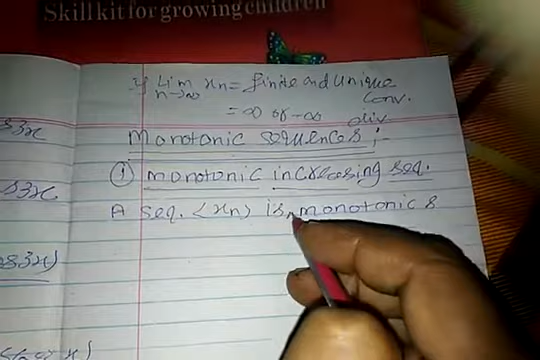 Skill kit for growing children
If Lim xn = finite and unique
n→∞ conv.
= ∞ or -∞ div
Monotonic sequences :-
① monotonic increasing seq.
A seq. <xn> is monotonic s